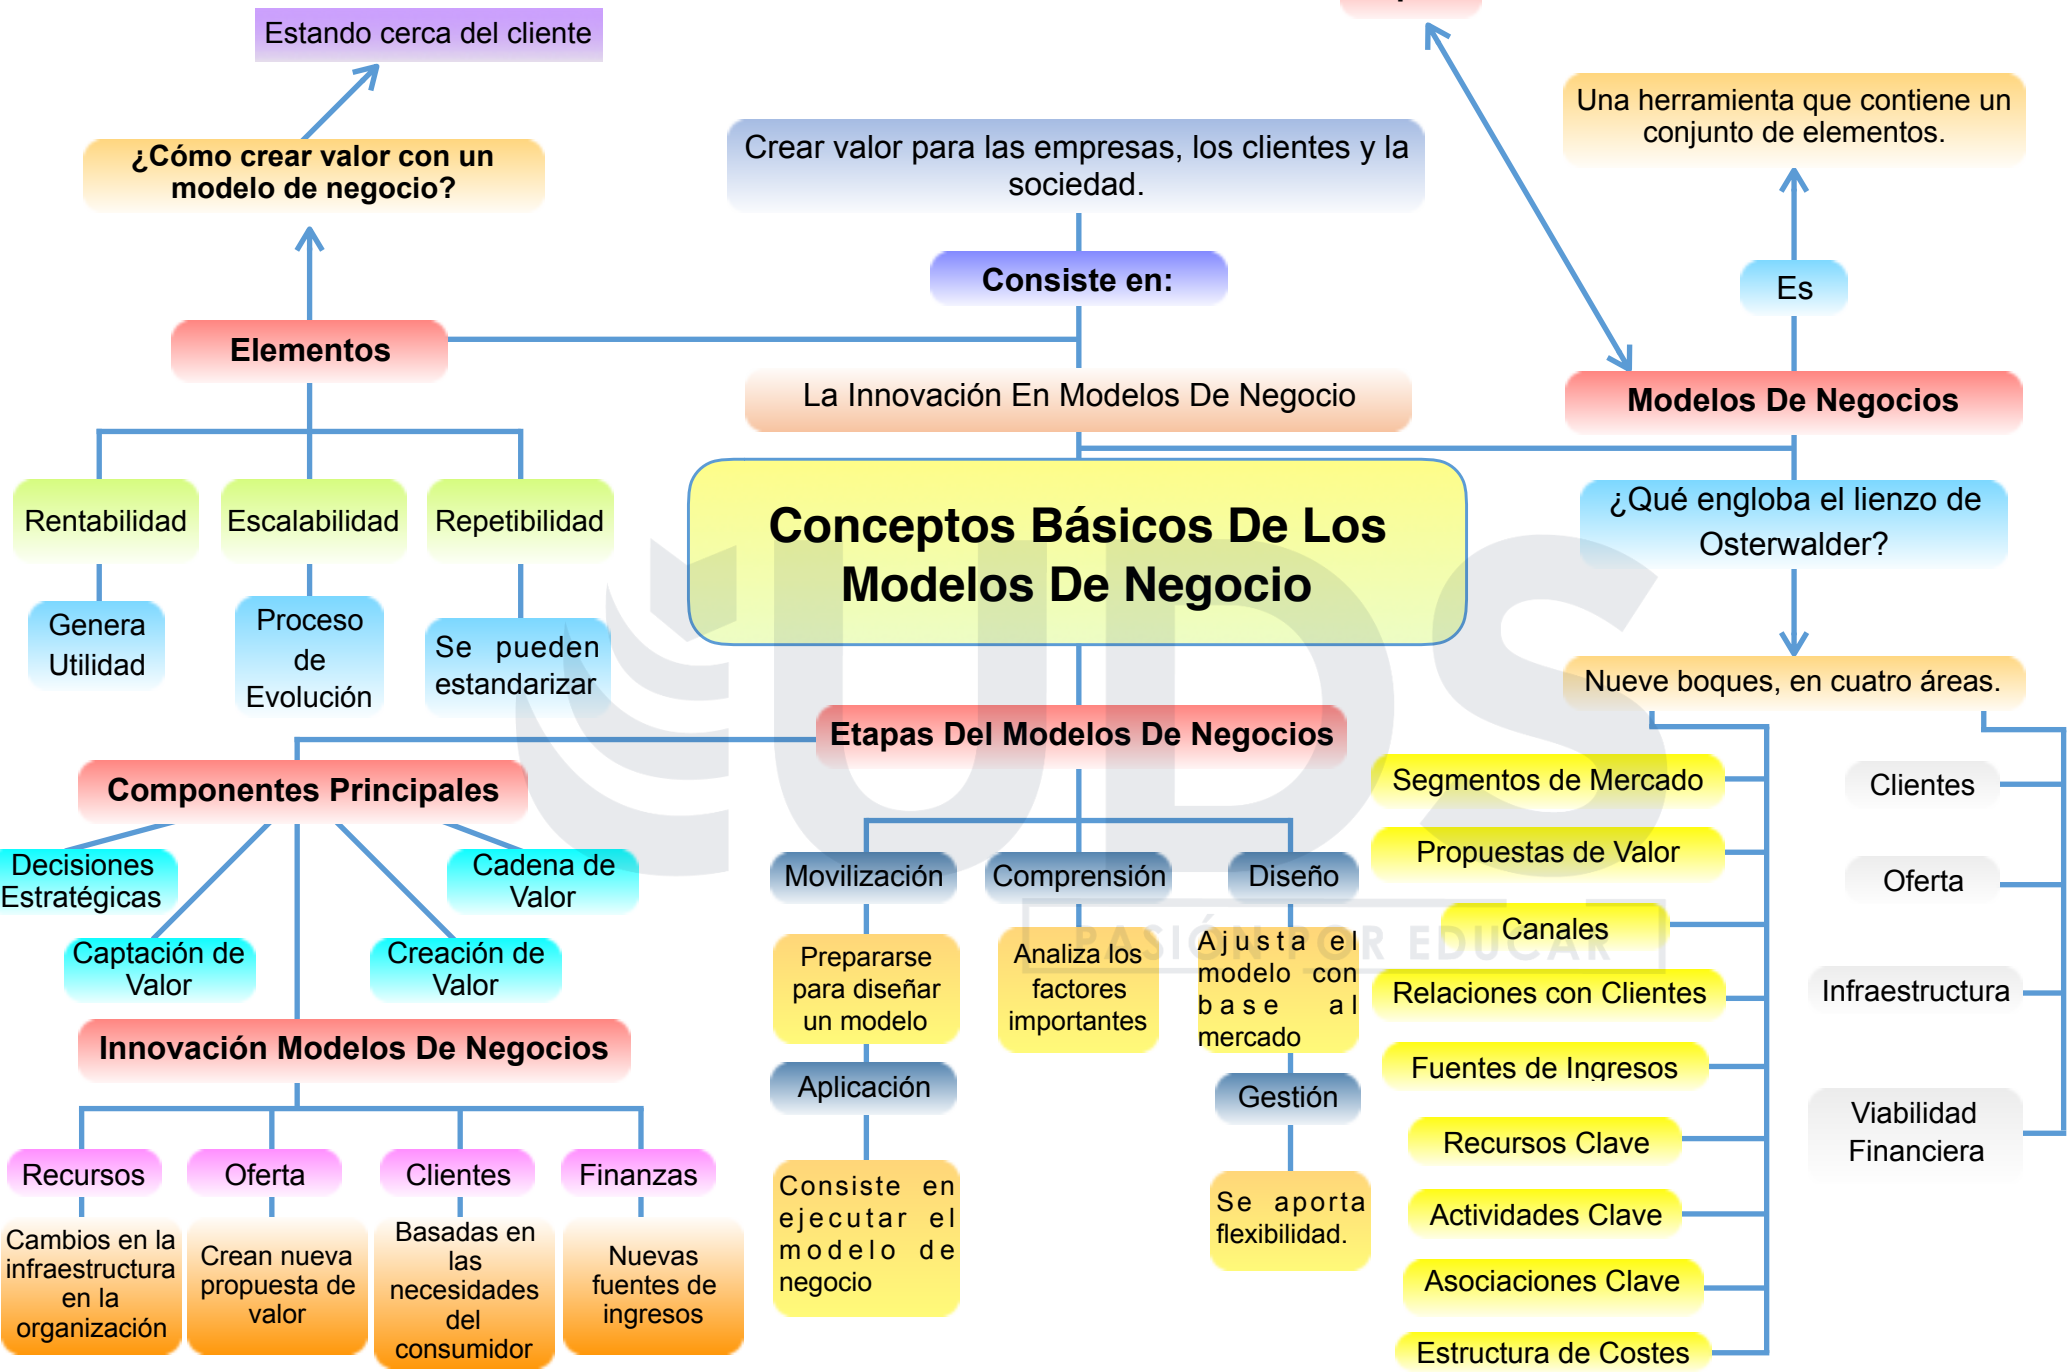 Estando cerca del cliente
¿Cómo crear valor con un
modelo de negocio?
Crear valor para las empresas, los clientes y la
sociedad.
Una herramienta que contiene un
conjunto de elementos.
Consiste en:
Es
Elementos
La Innovación En Modelos De Negocio
Modelos De Negocios
Rentabilidad
Escalabilidad
Repetibilidad
Conceptos Básicos De Los
Modelos De Negocio
¿Qué engloba el lienzo de
Osterwalder?
Genera
Utilidad
Proceso
de
Evolución
Se pueden
estandarizar
Nueve boques, en cuatro áreas.
UDS
PASIÓN POR EDUCAR
Etapas Del Modelos De Negocios
Componentes Principales
Decisiones
Estratégicas
Cadena de
Valor
Captación de
Valor
Creación de
Valor
Movilización
Comprensión
Diseño
Prepararse
para diseñar
un modelo
Analiza los
factores
importantes
Ajusta el
modelo con
base al
mercado
Aplicación
Gestión
Consiste en
ejecutar el
modelo de
negocio
Se aporta
flexibilidad.
Innovación Modelos De Negocios
Recursos
Oferta
Clientes
Finanzas
Cambios en la
infraestructura
en la
organización
Crean nueva
propuesta de
valor
Basadas en
las
necesidades
del
consumidor
Nuevas
fuentes de
ingresos
Segmentos de Mercado
Propuestas de Valor
Canales
Relaciones con Clientes
Fuentes de Ingresos
Recursos Clave
Actividades Clave
Asociaciones Clave
Estructura de Costes
Clientes
Oferta
Infraestructura
Viabilidad
Financiera